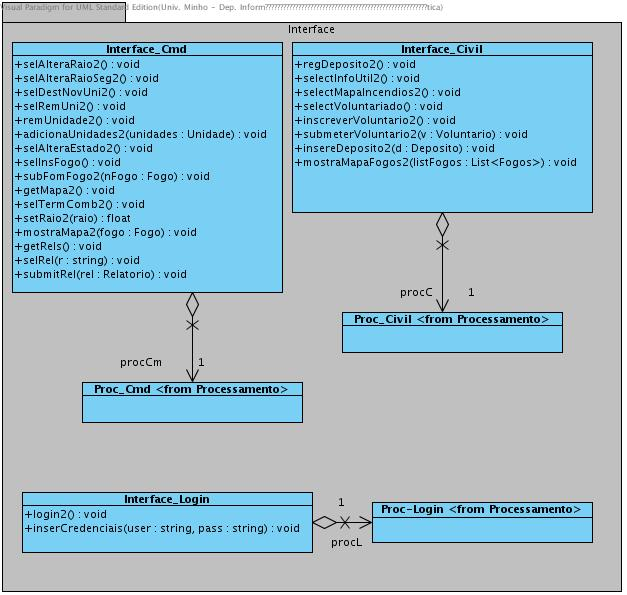 Visual Paradigm for UML Standard Edition(Univ. Minho - Dep. Inform
tica)
Interface
Interface_Cmd
+selAlteraRaio2() : void
+selAlteraRaioSeg2() : void
+selDestNovUni2() : void
+selRemUni2() : void
+remUnidade2() : void
+adicionaUnidades2(unidades : Unidade) : void
+selAlteraEstado2() : void
+selInsFogo() : void
+subFomFogo2(nFogo : Fogo) : void
+getMapa2() : void
+selTermComb2() : void
+setRaio2(raio) : float
+mostraMapa2(fogo : Fogo) : void
+getRels() : void
+selRel(r : string) : void
+submitRel(rel : Relatorio) : void
Interface_Civil
+regDeposito2() : void
+selectInfoUtil2() : void
+selectMapaIncendios2() : void
+selectVoluntariado() : void
+inscreverVoluntario2() : void
+submeterVoluntario2(v : Voluntario) : void
+insereDeposito2(d : Deposito) : void
+mostraMapaFogos2(listFogos : List<Fogos>) : void
procC 1
Proc_Civil <from Processamento>
procCm 1
Proc_Cmd <from Processamento>
Interface_Login
+login2() : void
+inserCredenciais(user : string, pass : string) : void
1
procL
Proc-Login <from Processamento>